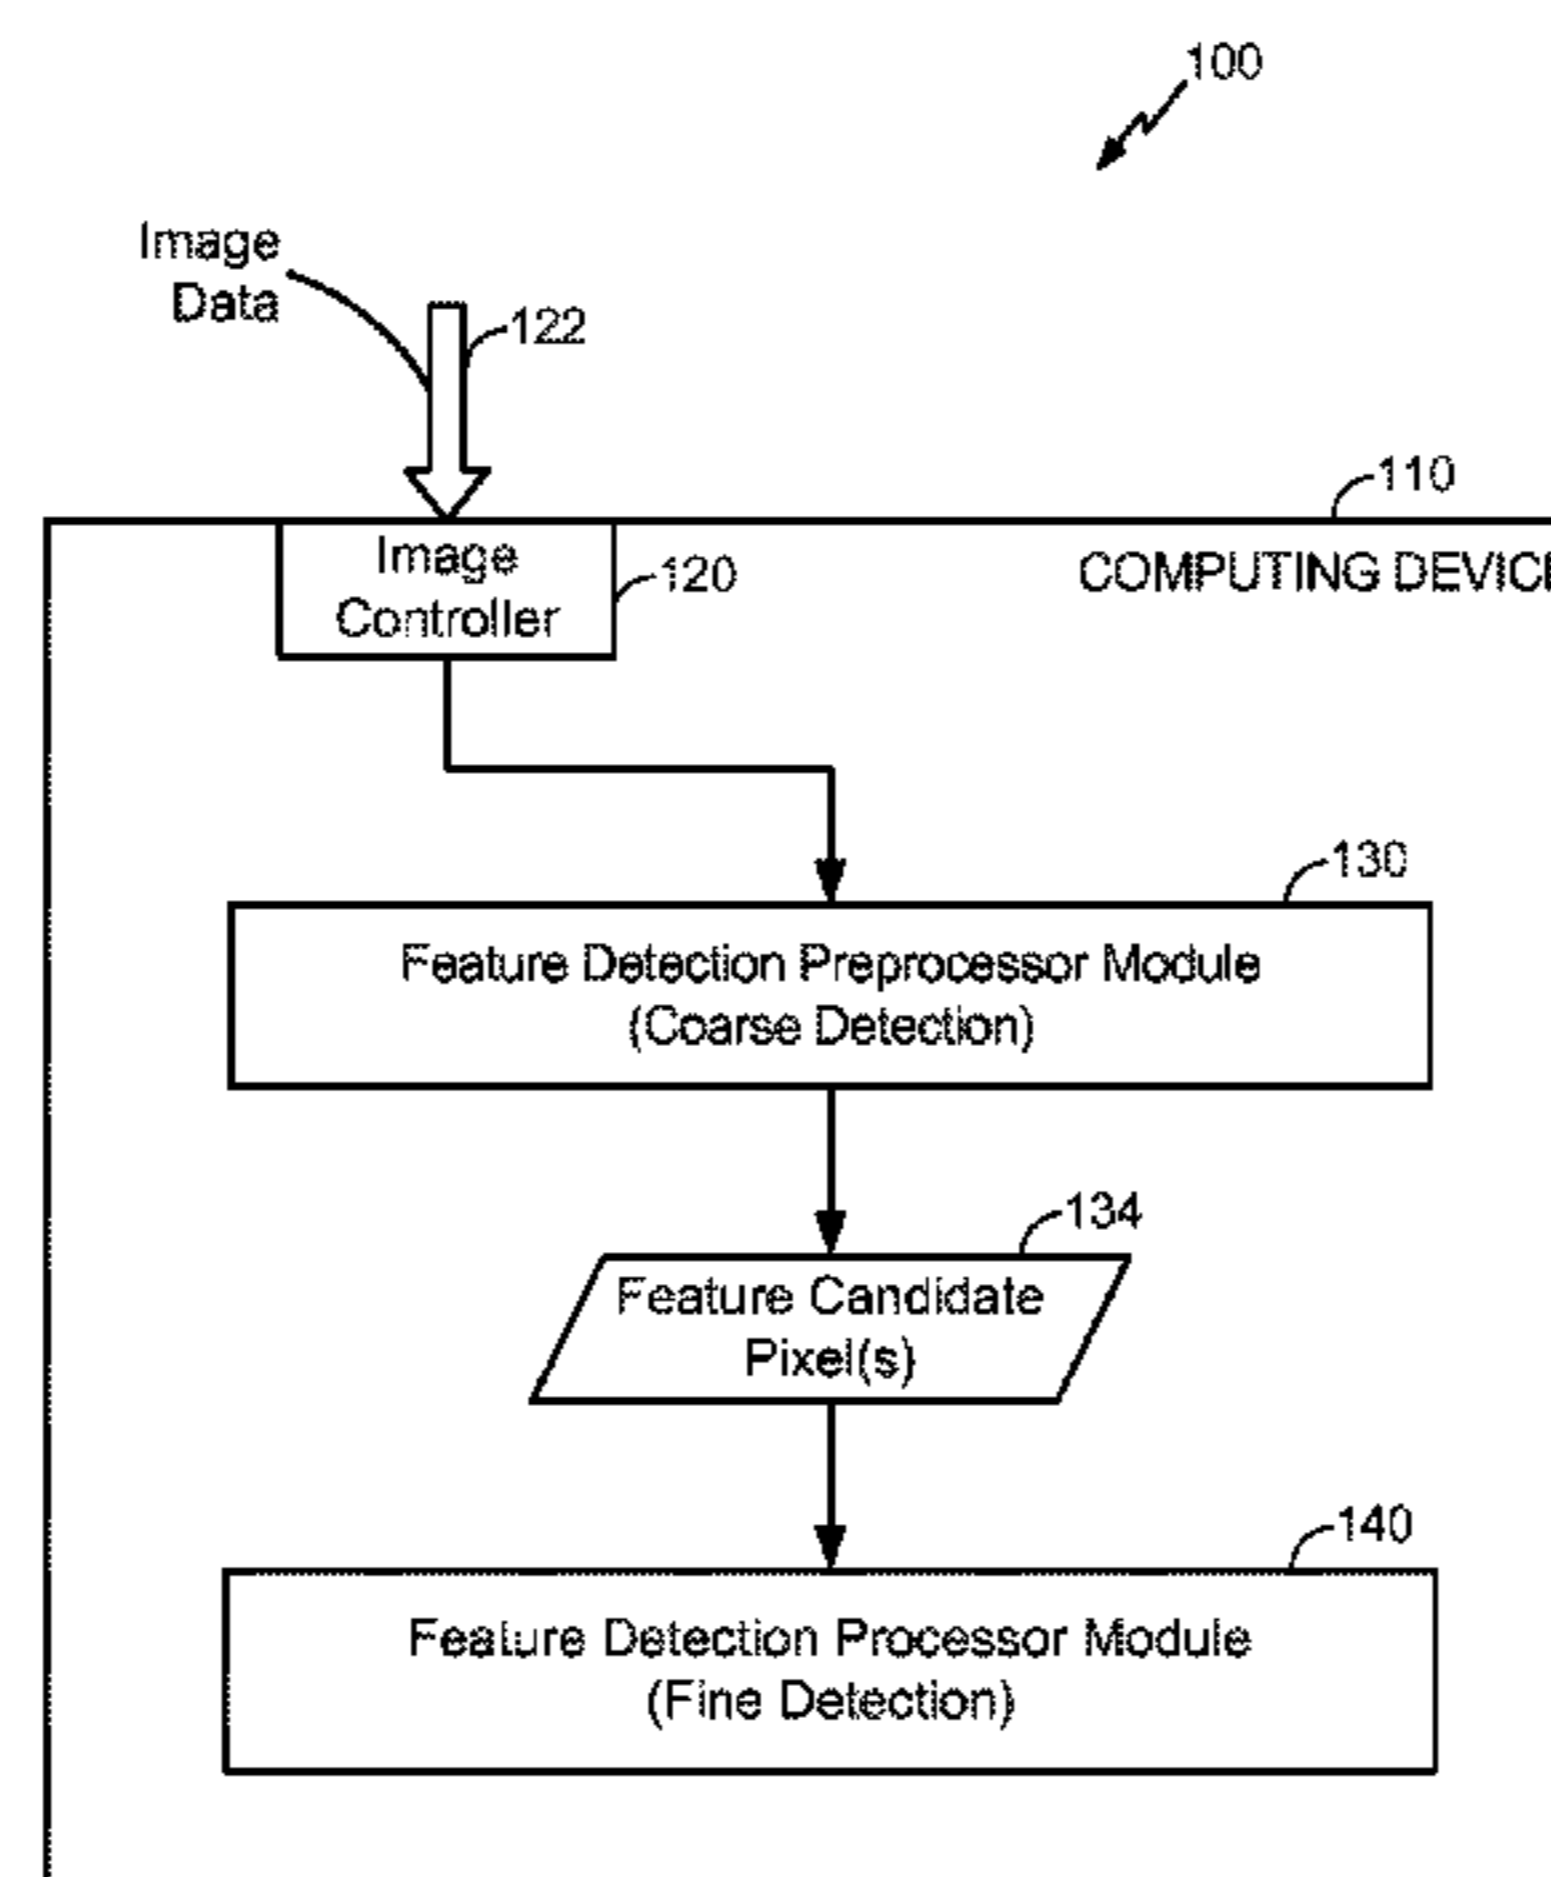 100
Image
Data
122
110
COMPUTING DEVICE
Image
Controller
120
130
Feature Detection Preprocessor Module
(Coarse Detection)
134
Feature Candidate
Pixel(s)
140
Feature Detection Processor Module
(Fine Detection)